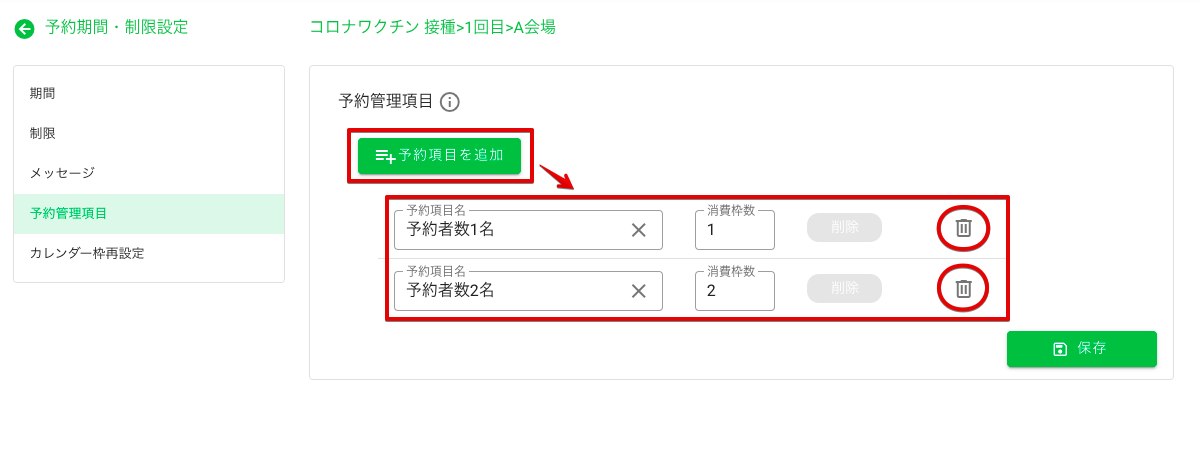 予約期間・制限設定
コロナワクチン 接種>1回目>A会場
期間
制限
メッセージ
予約管理項目
カレンダー枠再設定
予約管理項目
予約項目を追加
予約項目名
予約者数1名
消費枠数
1
削除
予約項目名
予約者数2名
消費枠数
2
削除
保存